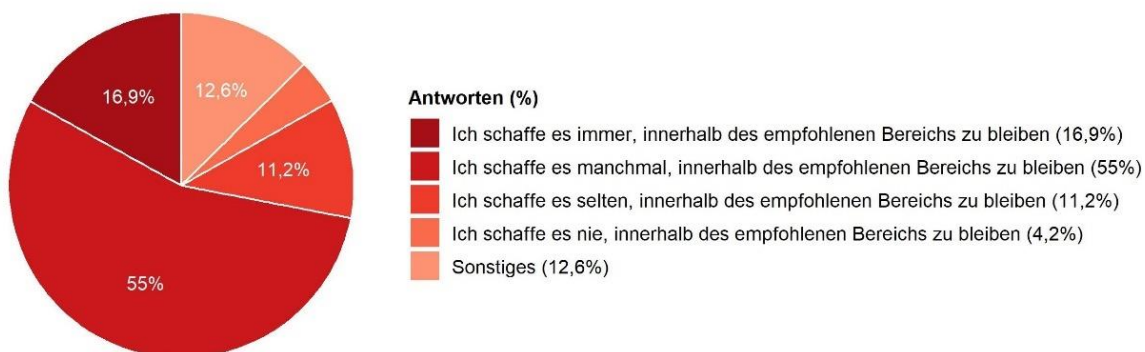 16,9%
12,6%
11,2%
55%
Antworten (%)
Ich schaffe es immer, innerhalb des empfohlenen Bereichs zu bleiben (16,9%)
Ich schaffe es manchmal, innerhalb des empfohlenen Bereichs zu bleiben (55%)
Ich schaffe es selten, innerhalb des empfohlenen Bereichs zu bleiben (11,2%)
Ich schaffe es nie, innerhalb des empfohlenen Bereichs zu bleiben (4,2%)
Sonstiges (12,6%)